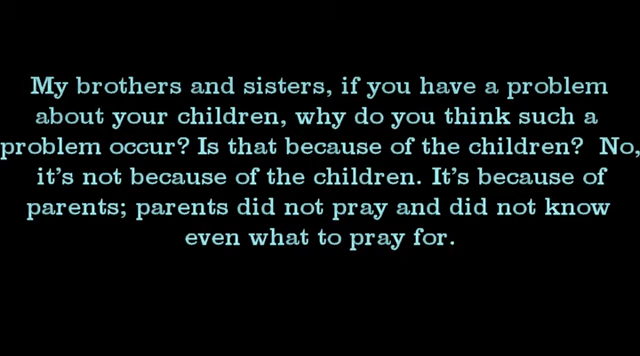 My brothers and sisters, if you have a problem
about your children, why do you think such a
problem occur? Is that because of the children?  No,
it's not because of the children. It's because of
parents; parents did not pray and did not know
even what to pray for.